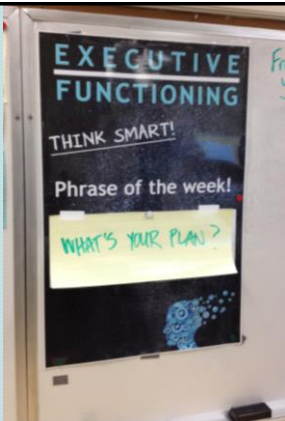 EXECUTIVE
FUNCTIONING
THINK SMART!
Phrase of the week!
WHAT'S YOUR PLAN?